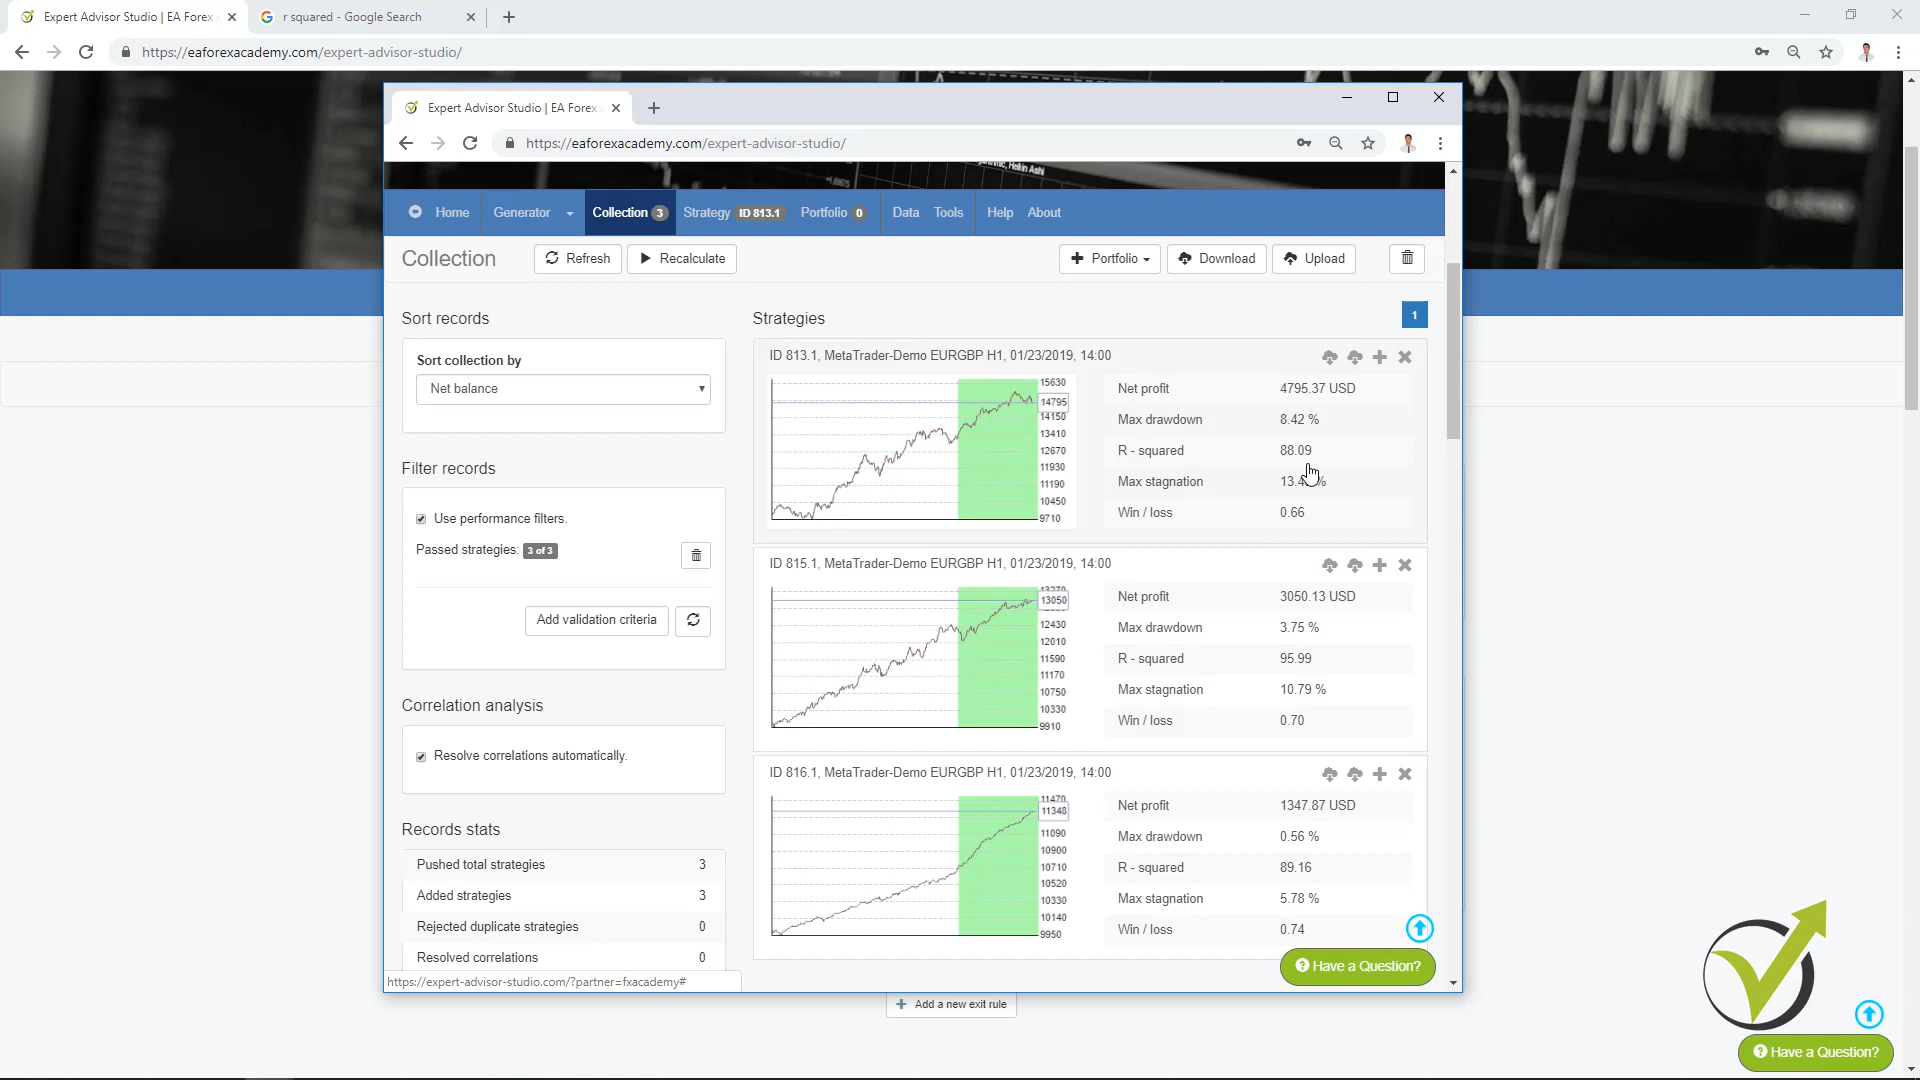 Expert Advisor Studio | EA Forex
r squared - Google Search
https://eaforexacademy.com/expert-advisor-studio/
Expert Advisor Studio | EA Forex
https://eaforexacademy.com/expert-advisor-studio/
Heikin Ashi
Home
Generator
Collection 3
Strategy ID 813.1
Portfolio 0
Data
Tools
Help
About
Collection
Refresh
Recalculate
Portfolio
Download
Upload
Sort records
Sort collection by
Net balance
Filter records
Use performance filters.
Passed strategies: 3 of 3
Add validation criteria
Correlation analysis
Resolve correlations automatically.
Records stats
Pushed total strategies 3
Added strategies 3
Rejected duplicate strategies 0
Resolved correlations 0
https://expert-advisor-studio.com/?partner=fxacademy#
Strategies
1
ID 813.1, MetaTrader-Demo EURGBP H1, 01/23/2019, 14:00
15630
14795
14150
13410
12670
11930
11190
10450
9710
Net profit 4795.37 USD
Max drawdown 8.42 %
R - squared 88.09
Max stagnation
Win / loss 0.66
ID 815.1, MetaTrader-Demo EURGBP H1, 01/23/2019, 14:00
13270
13050
12430
12010
11590
11170
10750
10330
9910
Net profit 3050.13 USD
Max drawdown 3.75 %
R - squared 95.99
Max stagnation 10.79 %
Win / loss 0.70
ID 816.1, MetaTrader-Demo EURGBP H1, 01/23/2019, 14:00
11470
11348
11090
10900
10710
10520
10330
10140
9950
Net profit 1347.87 USD
Max drawdown 0.56 %
R - squared 89.16
Max stagnation 5.78 %
Win / loss 0.74
Have a Question?
Add a new exit rule
Have a Question?